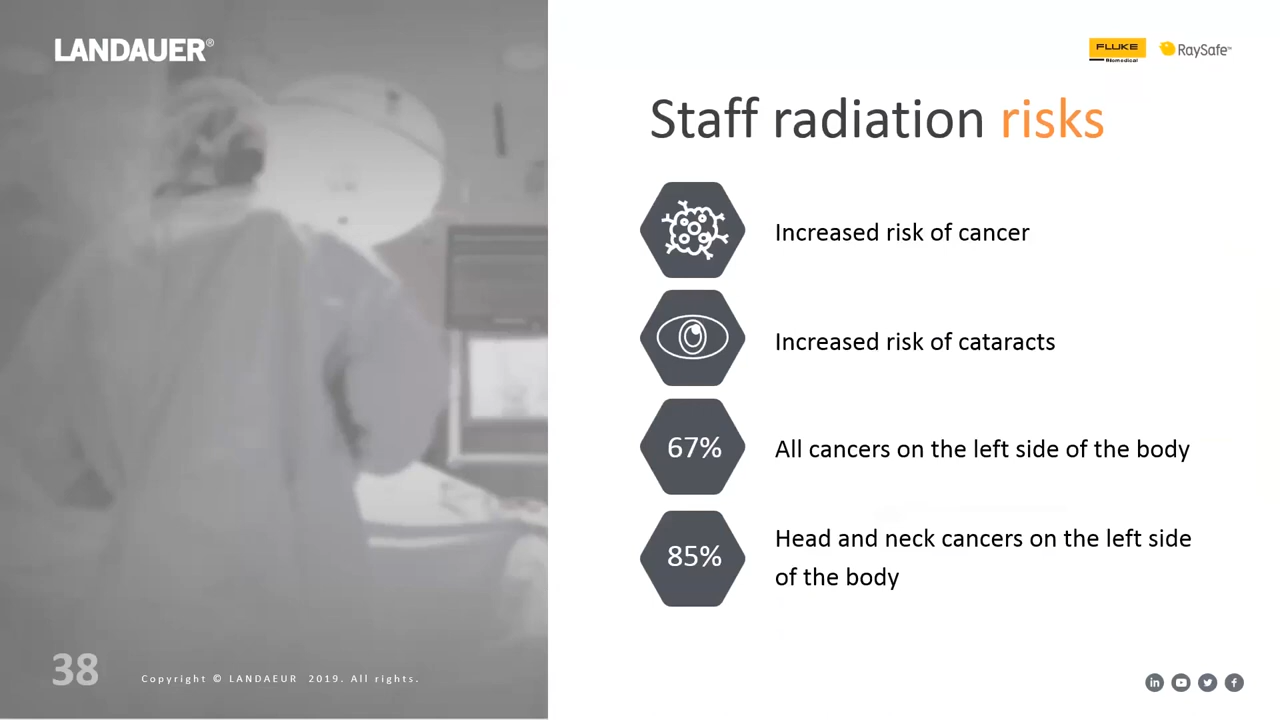 LANDAUER®
FLUKE
Biomedical
RaySafe™
Staff radiation risks
Increased risk of cancer
Increased risk of cataracts
67%
All cancers on the left side of the body
85%
Head and neck cancers on the left side
of the body
38
Copyright © LANDAEUR 2019. All rights.